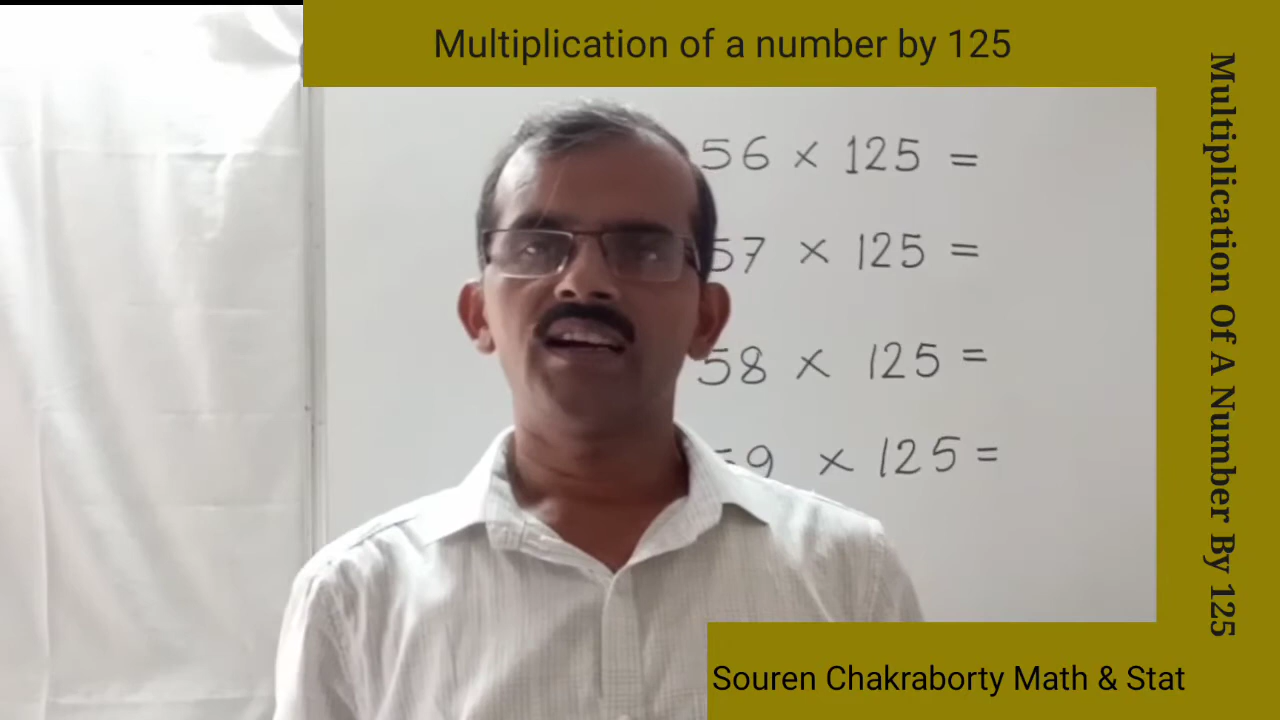 Multiplication of a number by 125
56 × 125 =
57 × 125 =
58 × 125 =
59 × 125 =
Multiplication Of A Number By 125
Souren Chakraborty Math & Stat